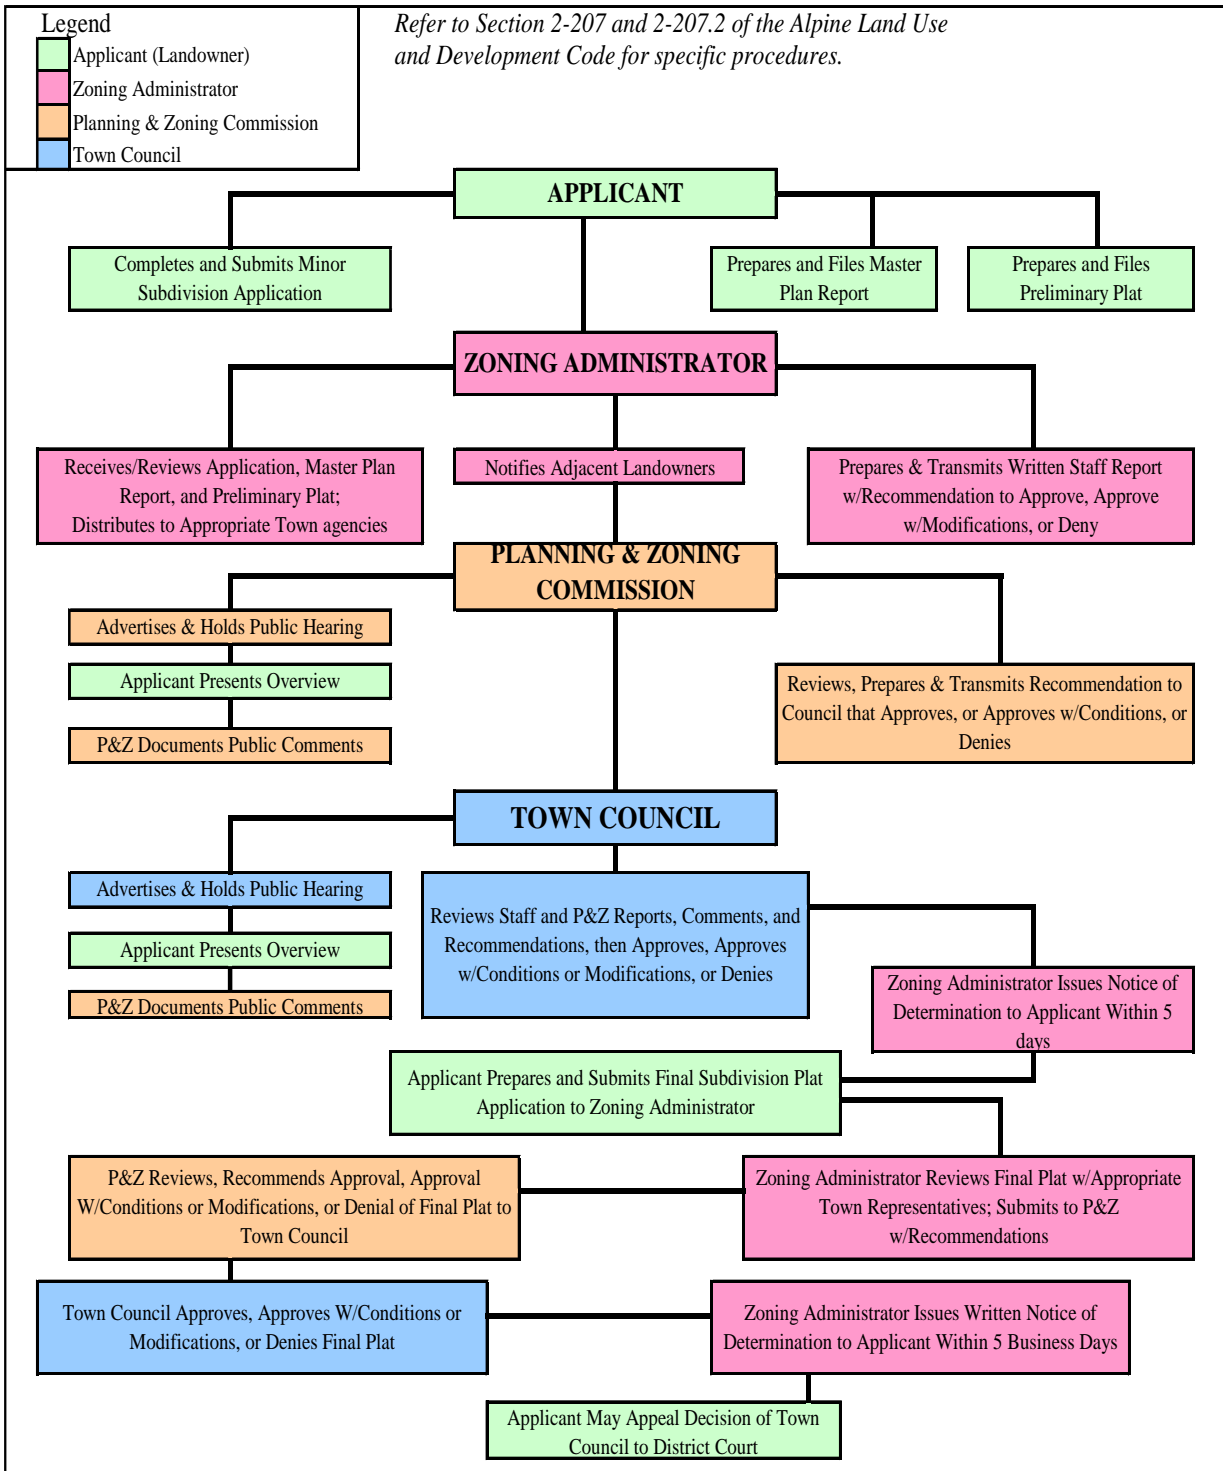 Legend
Applicant (Landowner)
Zoning Administrator
Planning & Zoning Commission
Town Council
Refer to Section 2-207 and 2-207.2 of the Alpine Land Use
and Development Code for specific procedures.
APPLICANT
Completes and Submits Minor
Subdivision Application
Prepares and Files Master
Plan Report
Prepares and Files
Preliminary Plat
ZONING ADMINISTRATOR
Receives/Reviews Application, Master Plan
Report, and Preliminary Plat;
Distributes to Appropriate Town agencies
Notifies Adjacent Landowners
Prepares & Transmits Written Staff Report
w/Recommendation to Approve, Approve
w/Modifications, or Deny
PLANNING & ZONING
COMMISSION
Advertises & Holds Public Hearing
Applicant Presents Overview
P&Z Documents Public Comments
Reviews, Prepares & Transmits Recommendation to
Council that Approves, or Approves w/Conditions, or
Denies
TOWN COUNCIL
Advertises & Holds Public Hearing
Applicant Presents Overview
P&Z Documents Public Comments
Reviews Staff and P&Z Reports, Comments, and
Recommendations, then Approves, Approves
w/Conditions or Modifications, or Denies
Zoning Administrator Issues Notice of
Determination to Applicant Within 5
days
Applicant Prepares and Submits Final Subdivision Plat
Application to Zoning Administrator
P&Z Reviews, Recommends Approval, Approval
W/Conditions or Modifications, or Denial of Final Plat to
Town Council
Zoning Administrator Reviews Final Plat w/Appropriate
Town Representatives; Submits to P&Z
w/Recommendations
Town Council Approves, Approves W/Conditions or
Modifications, or Denies Final Plat
Zoning Administrator Issues Written Notice of
Determination to Applicant Within 5 Business Days
Applicant May Appeal Decision of Town
Council to District Court